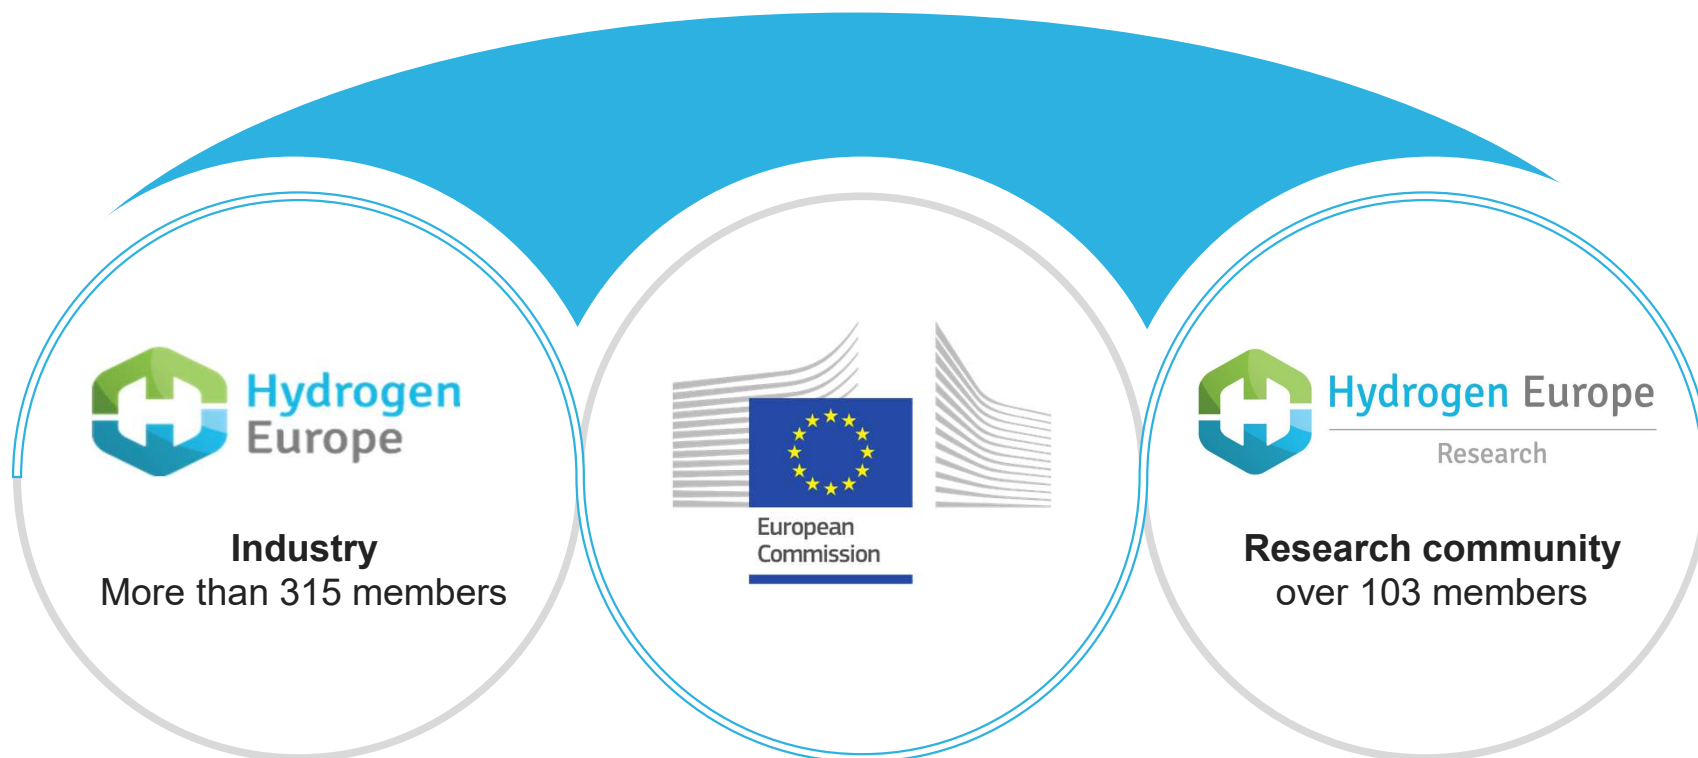 Hydrogen
Europe
Industry
More than 315 members
European
Commission
Hydrogen Europe
Research
Research community
over 103 members